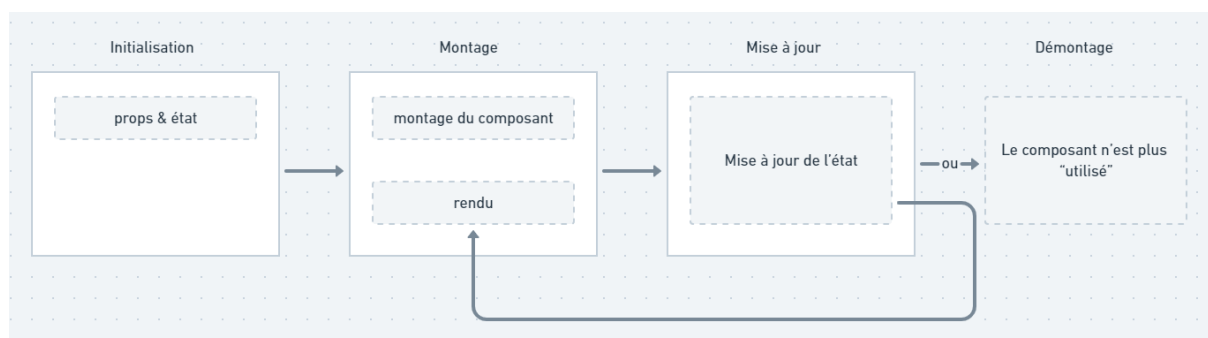 Initialisation
Montage
Mise à jour
Démontage
props & état
montage du composant
rendu
Mise à jour de l’état
ou
Le composant n’est plus
“utilisé”